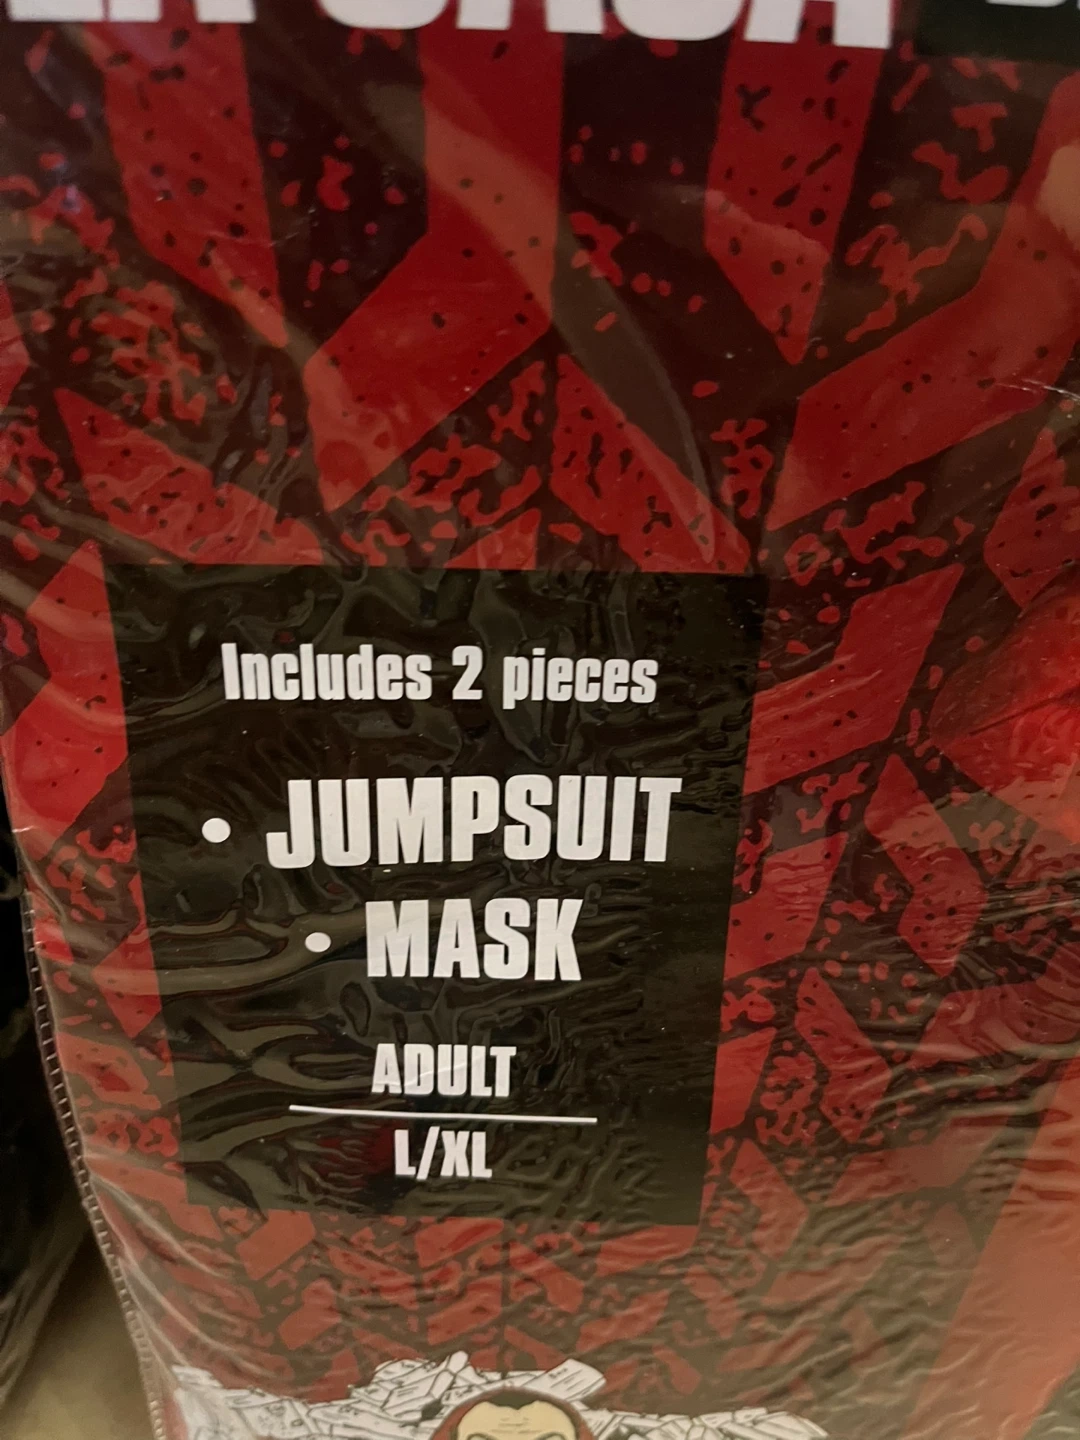 Includes 2 pieces
• JUMPSUIT
• MASK
ADULT
L/XL